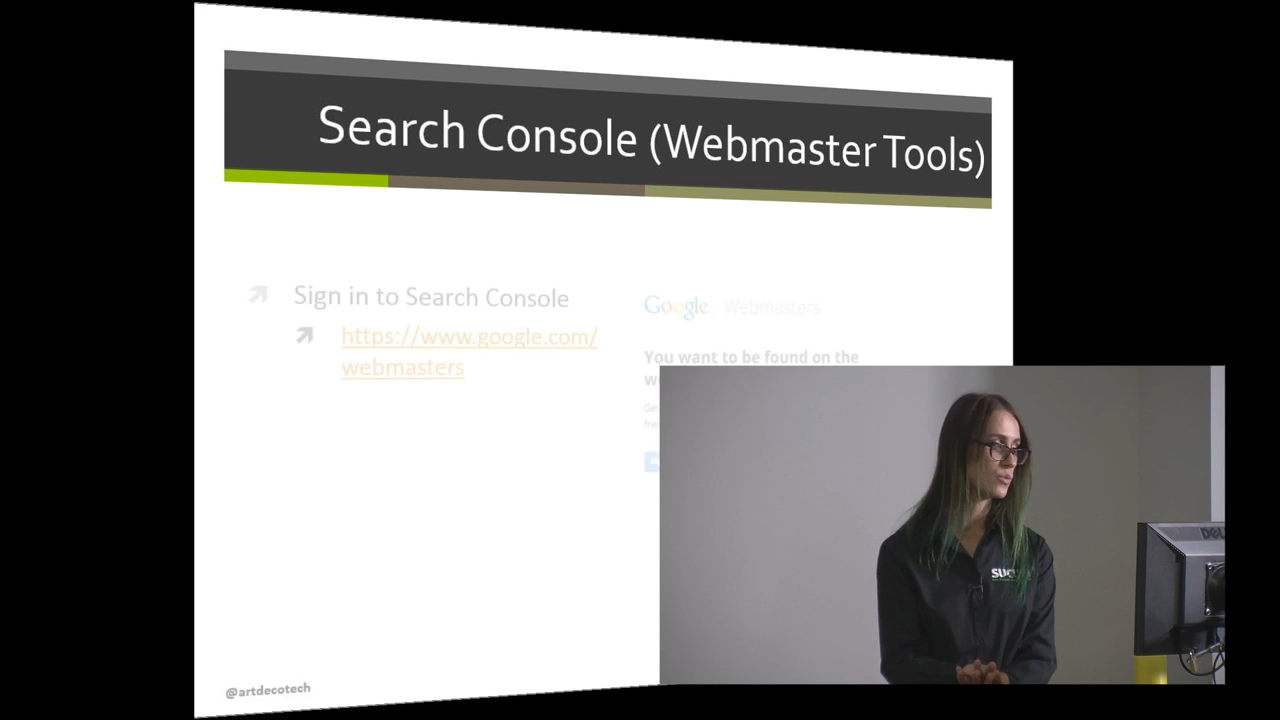 Search Console (Webmaster Tools)
Sign in to Search Console
https://www.google.com/
webmasters
Google Webmasters
You want to be found on the
@artdecotech
DELL